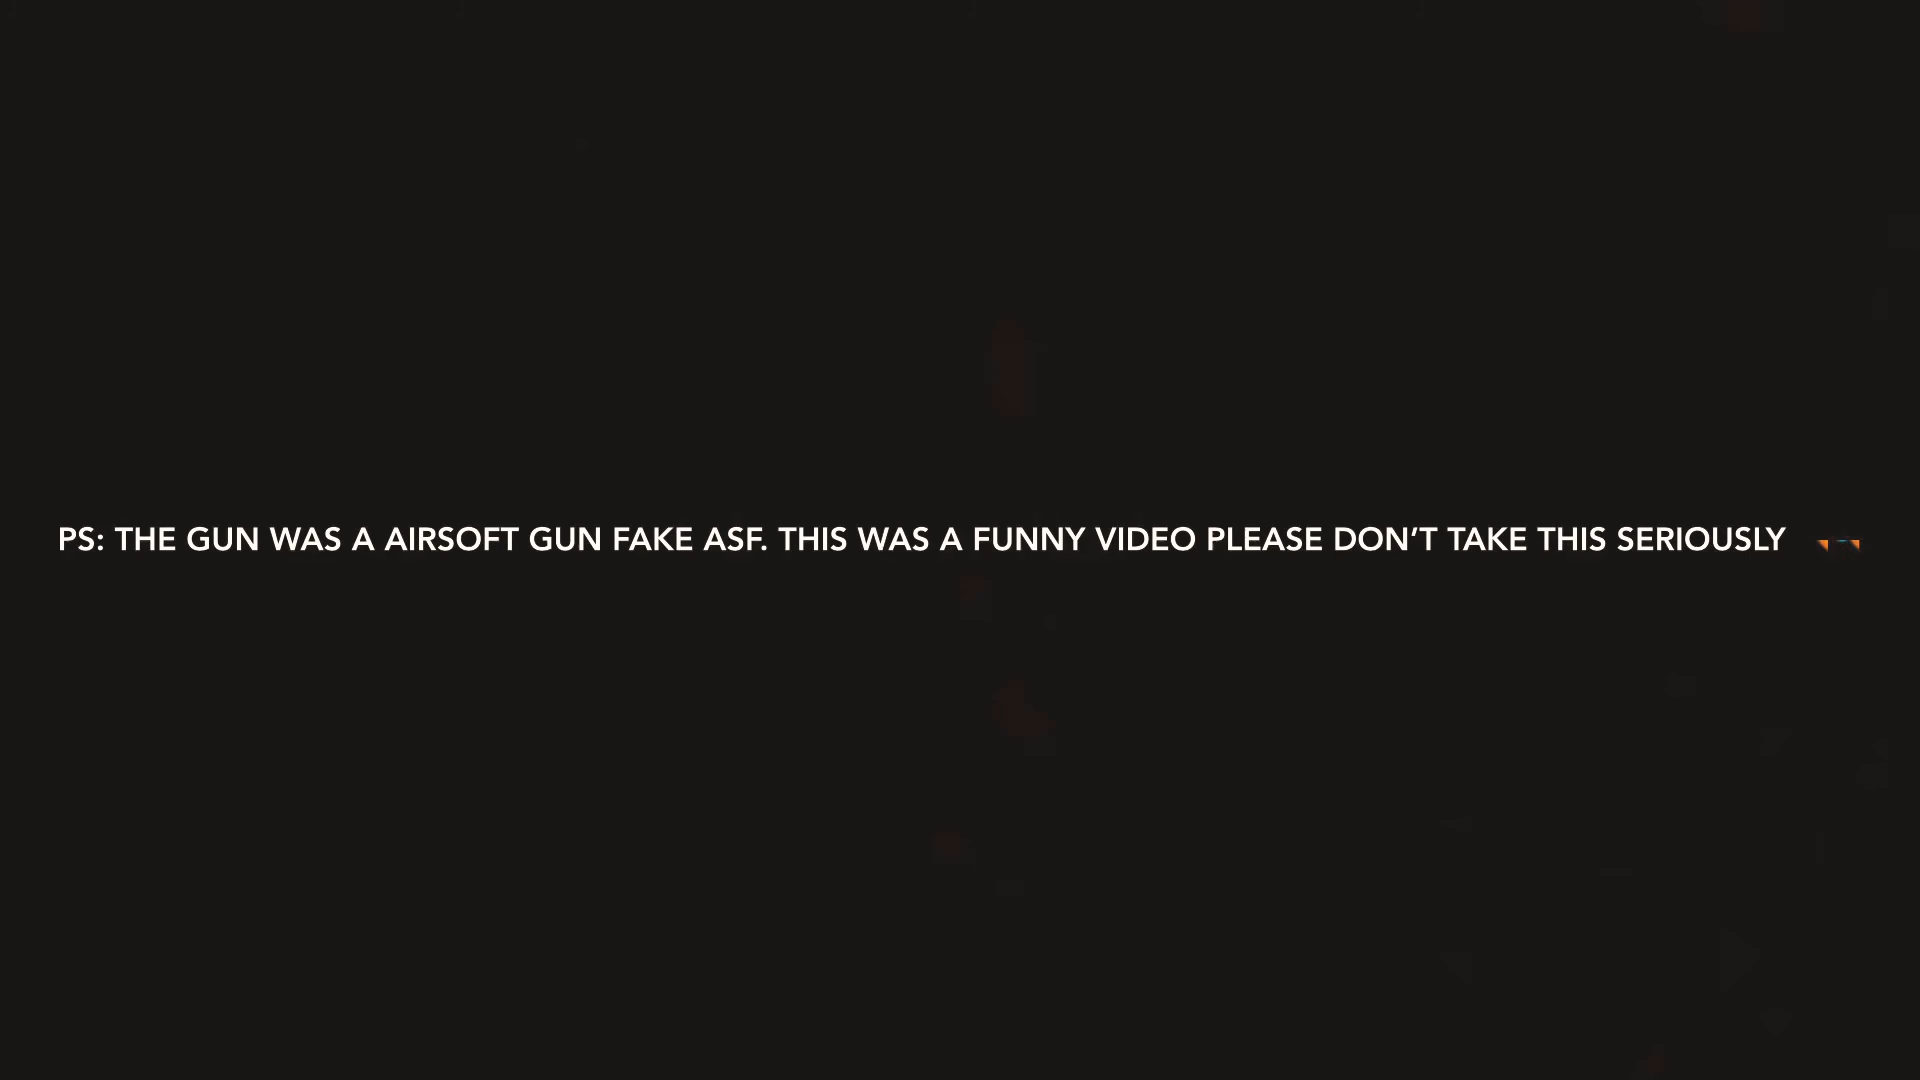 PS: THE GUN WAS A AIRSOFT GUN FAKE ASF. THIS WAS A FUNNY VIDEO PLEASE DON’T TAKE THIS SERIOUSLY